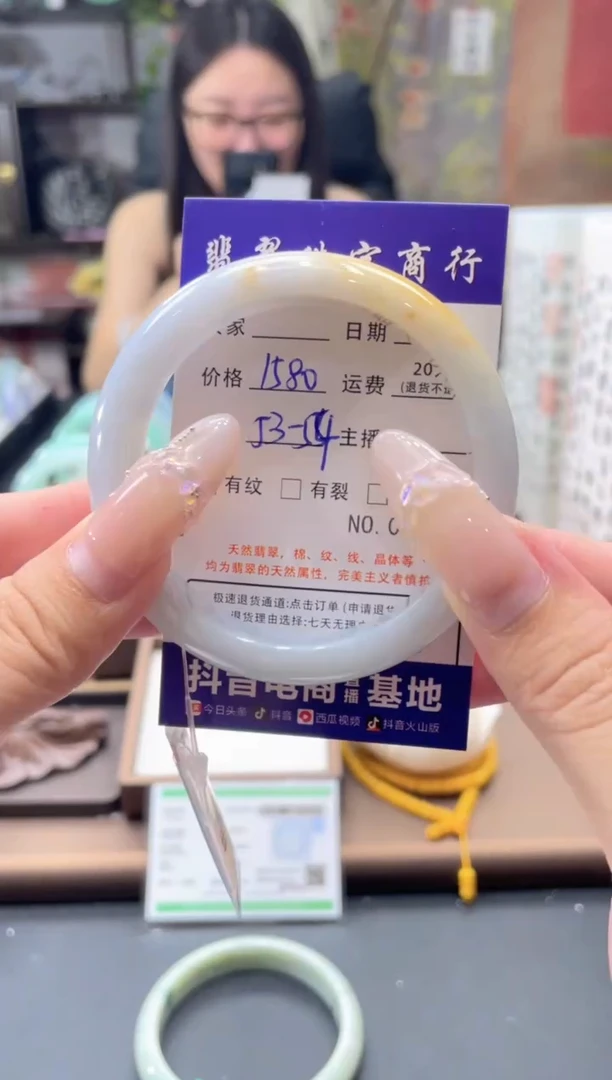 翡翠珠宝商行
家 日期
价格 1580 运费 20
(退货不
53-54 主播
有纹 □ 有裂 □
NO.
天然翡翠，棉、纹、线、晶体等
均为翡翠的天然属性，完美主义者慎
极速退货通道:点击订单(申请退
退货理由选择:七天无理
抖音电商直播基地
今日头条 抖音 西瓜视频 抖音火山版